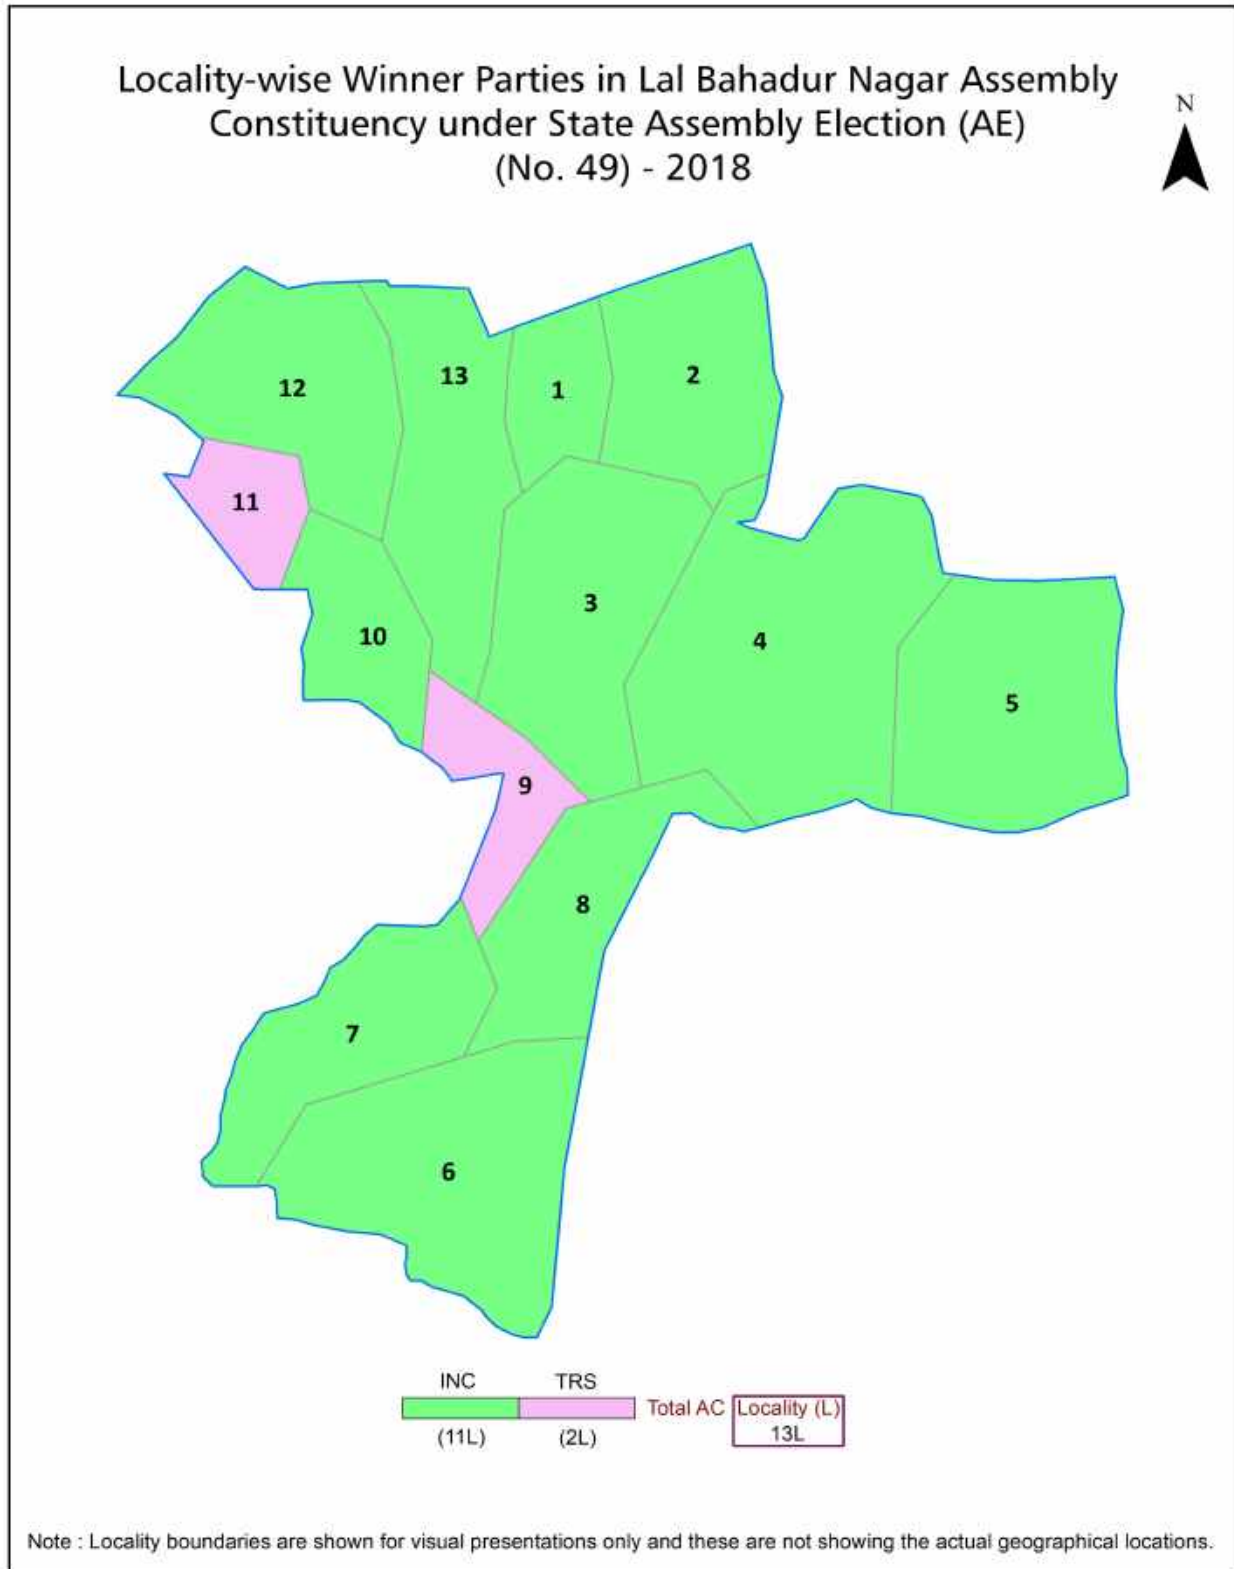 Locality-wise Winner Parties in Lal Bahadur Nagar Assembly
Constituency under State Assembly Election (AE)
(No. 49) - 2018
N
12
13
1
2
11
3
10
4
5
9
8
7
6
INC TRS
Total AC Locality (L)
(11L) (2L) 13L
Note : Locality boundaries are shown for visual presentations only and these are not showing the actual geographical locations.